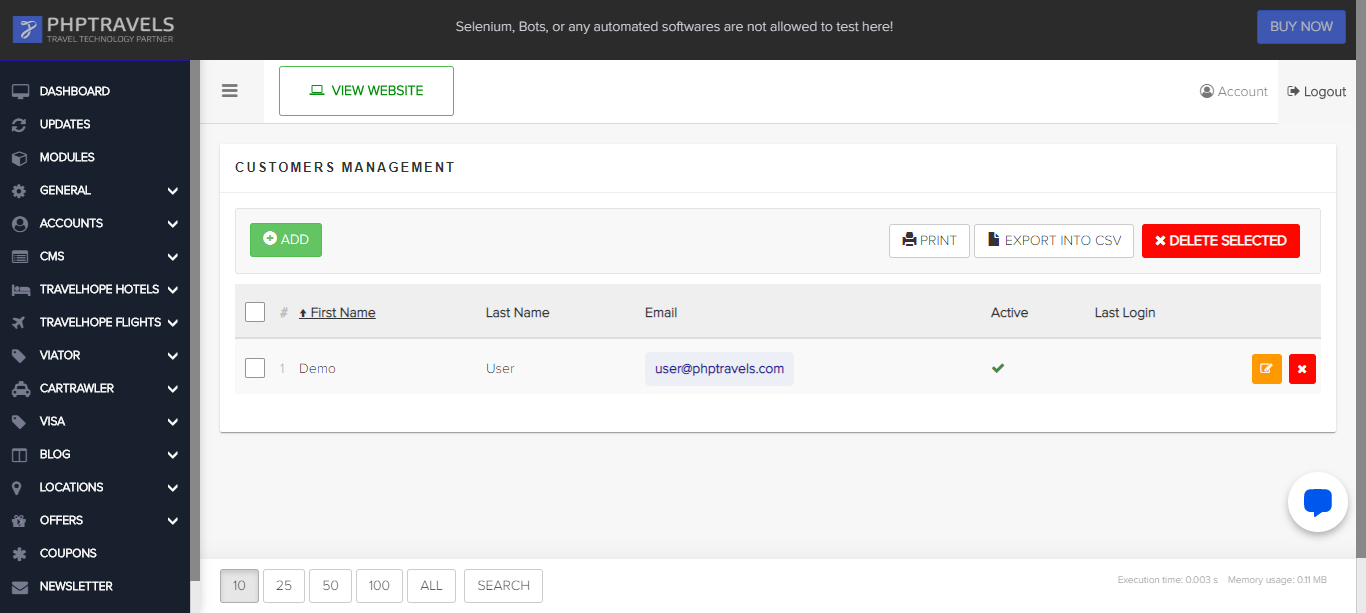 PHPTRAVELS
TRAVEL TECHNOLOGY PARTNER
Selenium, Bots, or any automated softwares are not allowed to test here!
BUY NOW
DASHBOARD
UPDATES
MODULES
GENERAL
ACCOUNTS
CMS
TRAVELHOPE HOTELS
TRAVELHOPE FLIGHTS
VIATOR
CARTRAWLER
VISA
BLOG
LOCATIONS
OFFERS
COUPONS
NEWSLETTER
VIEW WEBSITE
Account
Logout
CUSTOMERS MANAGEMENT
ADD
PRINT
EXPORT INTO CSV
DELETE SELECTED
# First Name Last Name Email Active Last Login
1 Demo User user@phptravels.com
10 25 50 100 ALL SEARCH
Execution time: 0.003 s Memory usage: 0.11 MB